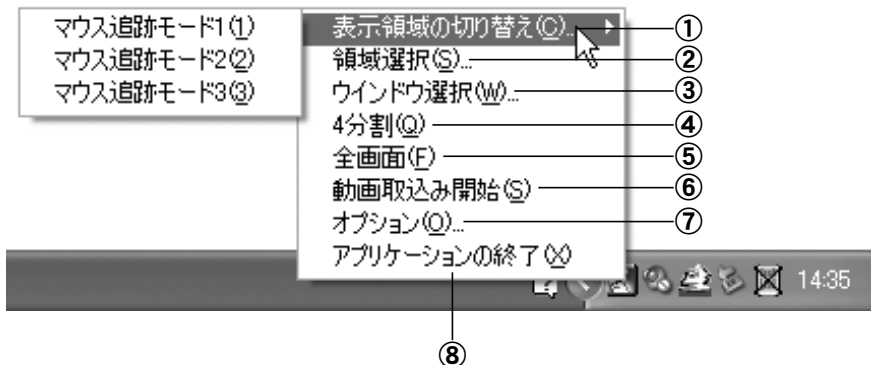 マウス追跡モード1(1)
マウス追跡モード2(2)
マウス追跡モード3(3)
表示領域の切り替え(C)... ①
領域選択(S)... ②
ウインドウ選択(W)... ③
4分割(Q) ④
全画面(F) ⑤
動画取込み開始(S) ⑥
オプション(O)... ⑦
アプリケーションの終了(X)
14:35
⑧